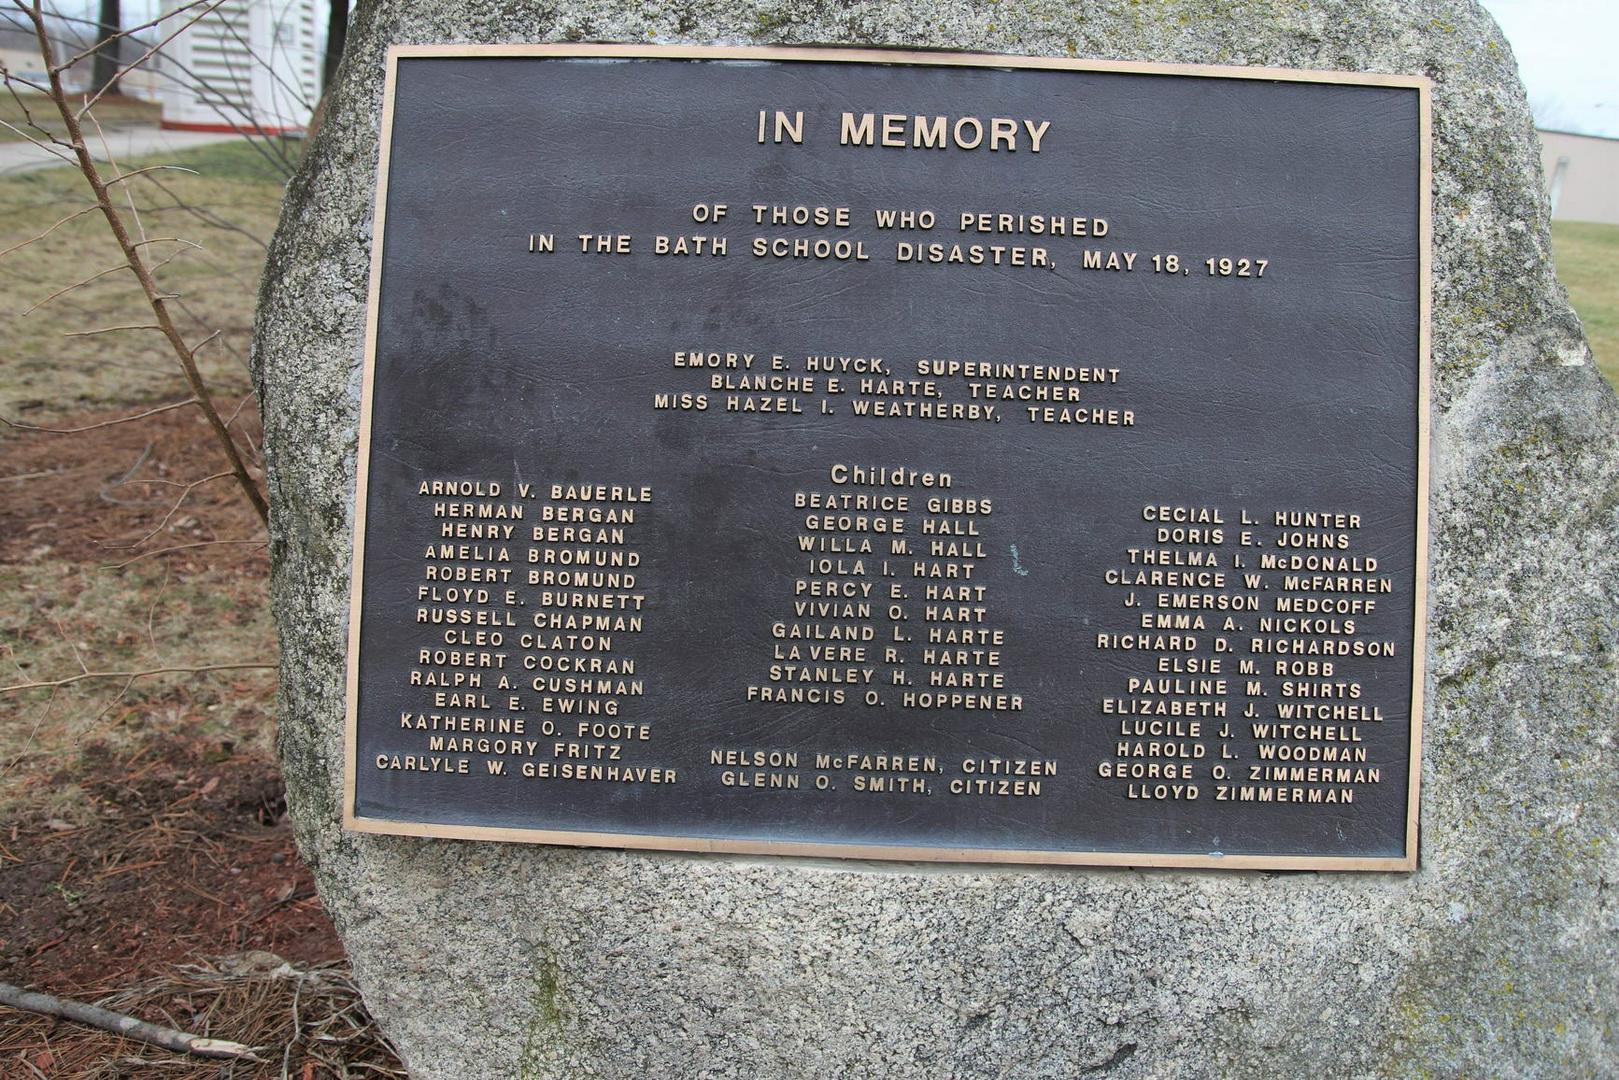 IN MEMORY
OF THOSE WHO PERISHED
IN THE BATH SCHOOL DISASTER, MAY 18, 1927
EMORY E. HUYCK, SUPERINTENDENT
BLANCHE E. HARTE, TEACHER
MISS HAZEL I. WEATHERBY, TEACHER
Children
ARNOLD V. BAUERLE
HERMAN BERGAN
HENRY BERGAN
AMELIA BROMUND
ROBERT BROMUND
FLOYD E. BURNETT
RUSSELL CHAPMAN
CLEO CLATON
ROBERT COCKRAN
RALPH A. CUSHMAN
EARL E. EWING
KATHERINE O. FOOTE
MARGORY FRITZ
CARLYLE W. GEISENHAVER
BEATRICE GIBBS
GEORGE HALL
WILLA M. HALL
IOLA I. HART
PERCY E. HART
VIVIAN O. HART
GAILAND L. HARTE
LA VERE R. HARTE
STANLEY H. HARTE
FRANCIS O. HOPPENER
CECIAL L. HUNTER
DORIS E. JOHNS
THELMA I. McDONALD
CLARENCE W. McFARREN
J. EMERSON MEDCOFF
EMMA A. NICKOLS
RICHARD D. RICHARDSON
ELSIE M. ROBB
PAULINE M. SHIRTS
ELIZABETH J. WITCHELL
LUCILE J. WITCHELL
HAROLD L. WOODMAN
GEORGE O. ZIMMERMAN
LLOYD ZIMMERMAN
NELSON McFARREN, CITIZEN
GLENN O. SMITH, CITIZEN